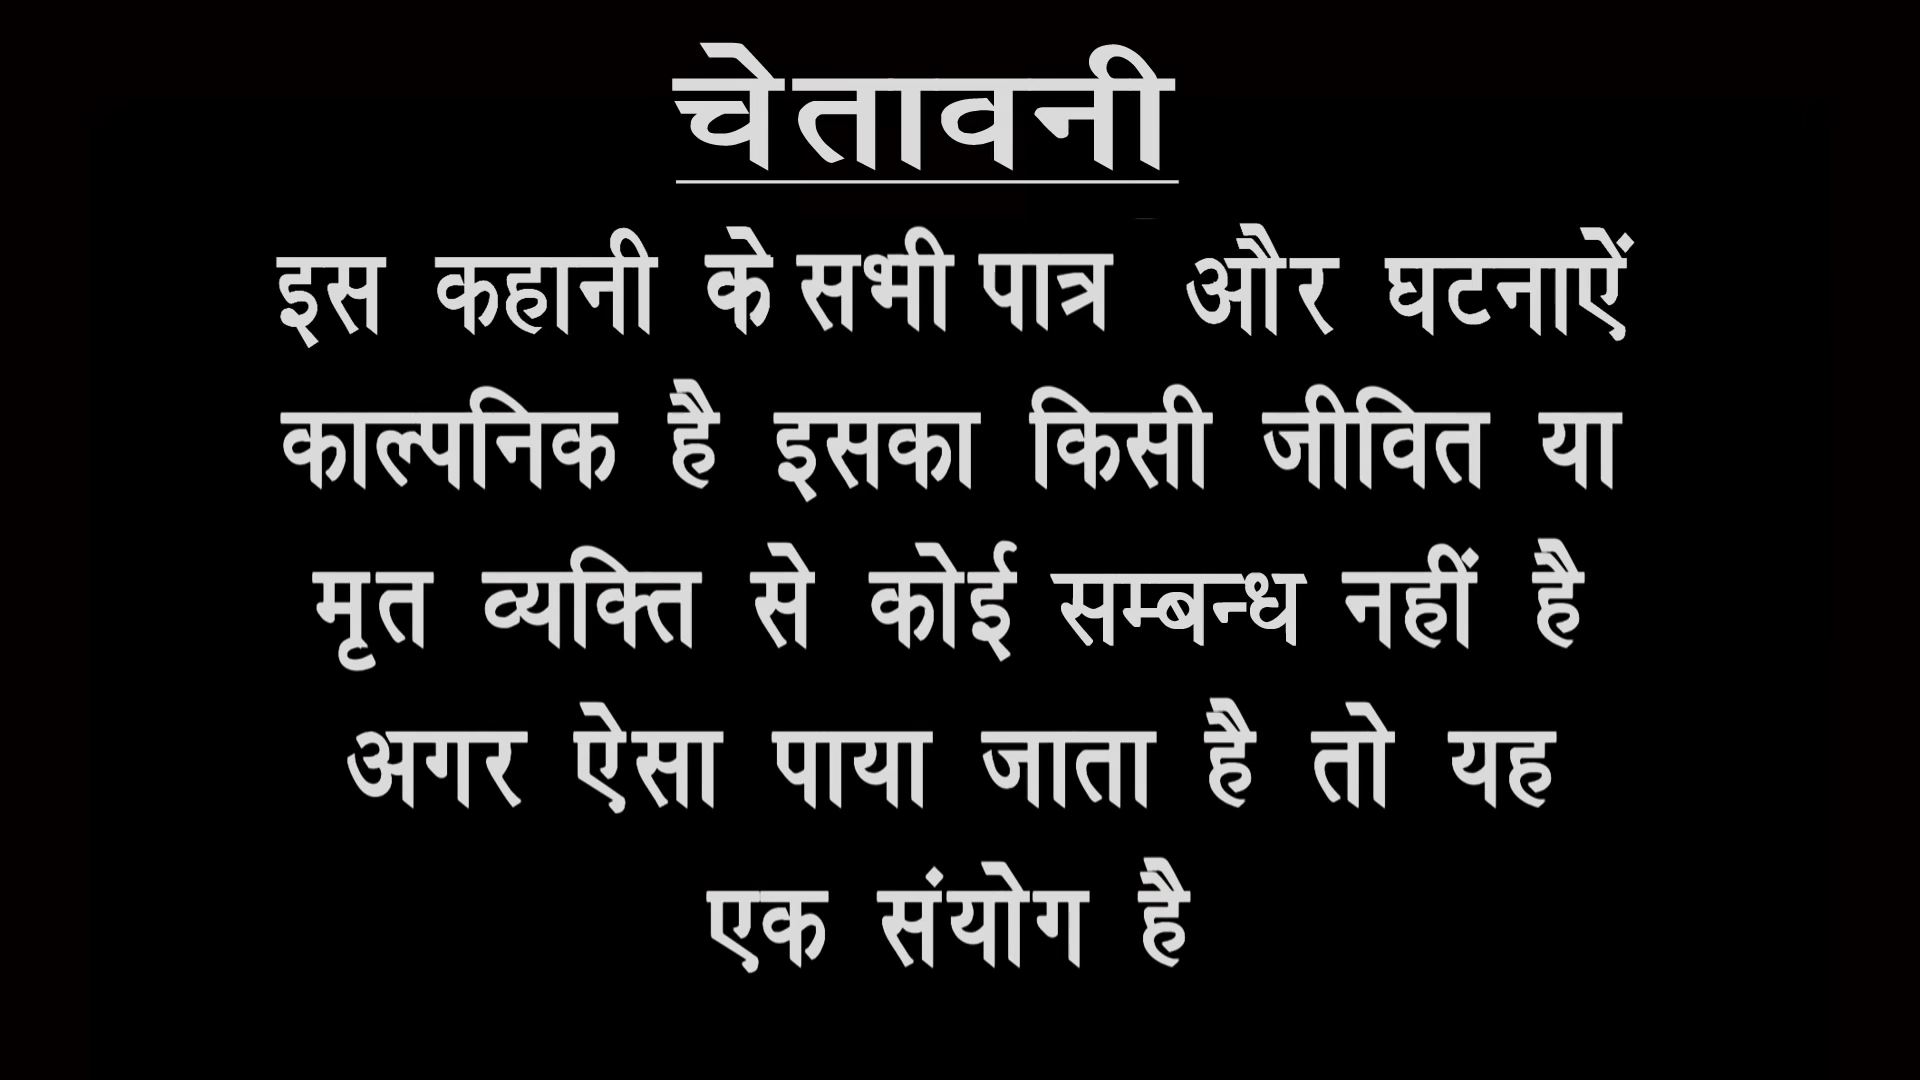 चेतावनी
इस कहानी के सभी पात्र और घटनाऐं
काल्पनिक है इसका किसी जीवित या
मृत व्यक्ति से कोई सम्बन्ध नहीं है
अगर ऐसा पाया जाता है तो यह
एक संयोग है